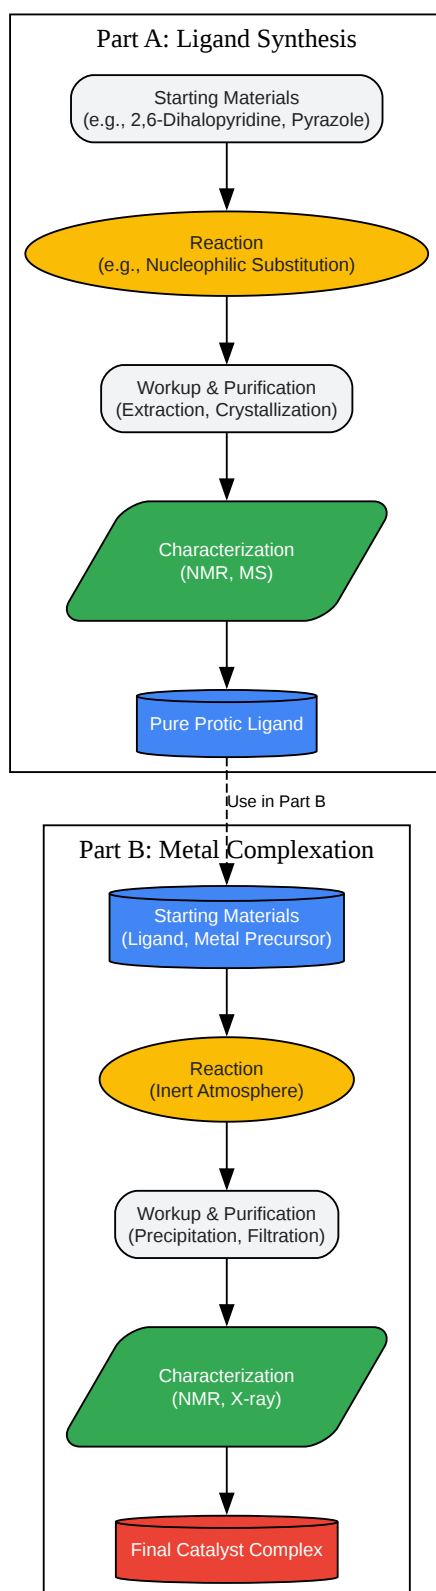 Part A: Ligand Synthesis
Starting Materials
(e.g., 2,6-Dihalopyridine, Pyrazole)
Reaction
(e.g., Nucleophilic Substitution)
Workup & Purification
(Extraction, Crystallization)
Characterization
(NMR, MS)
Pure Protic Ligand
Use in Part B
Part B: Metal Complexation
Starting Materials
(Ligand, Metal Precursor)
Reaction
(Inert Atmosphere)
Workup & Purification
(Precipitation, Filtration)
Characterization
(NMR, X-ray)
Final Catalyst Complex